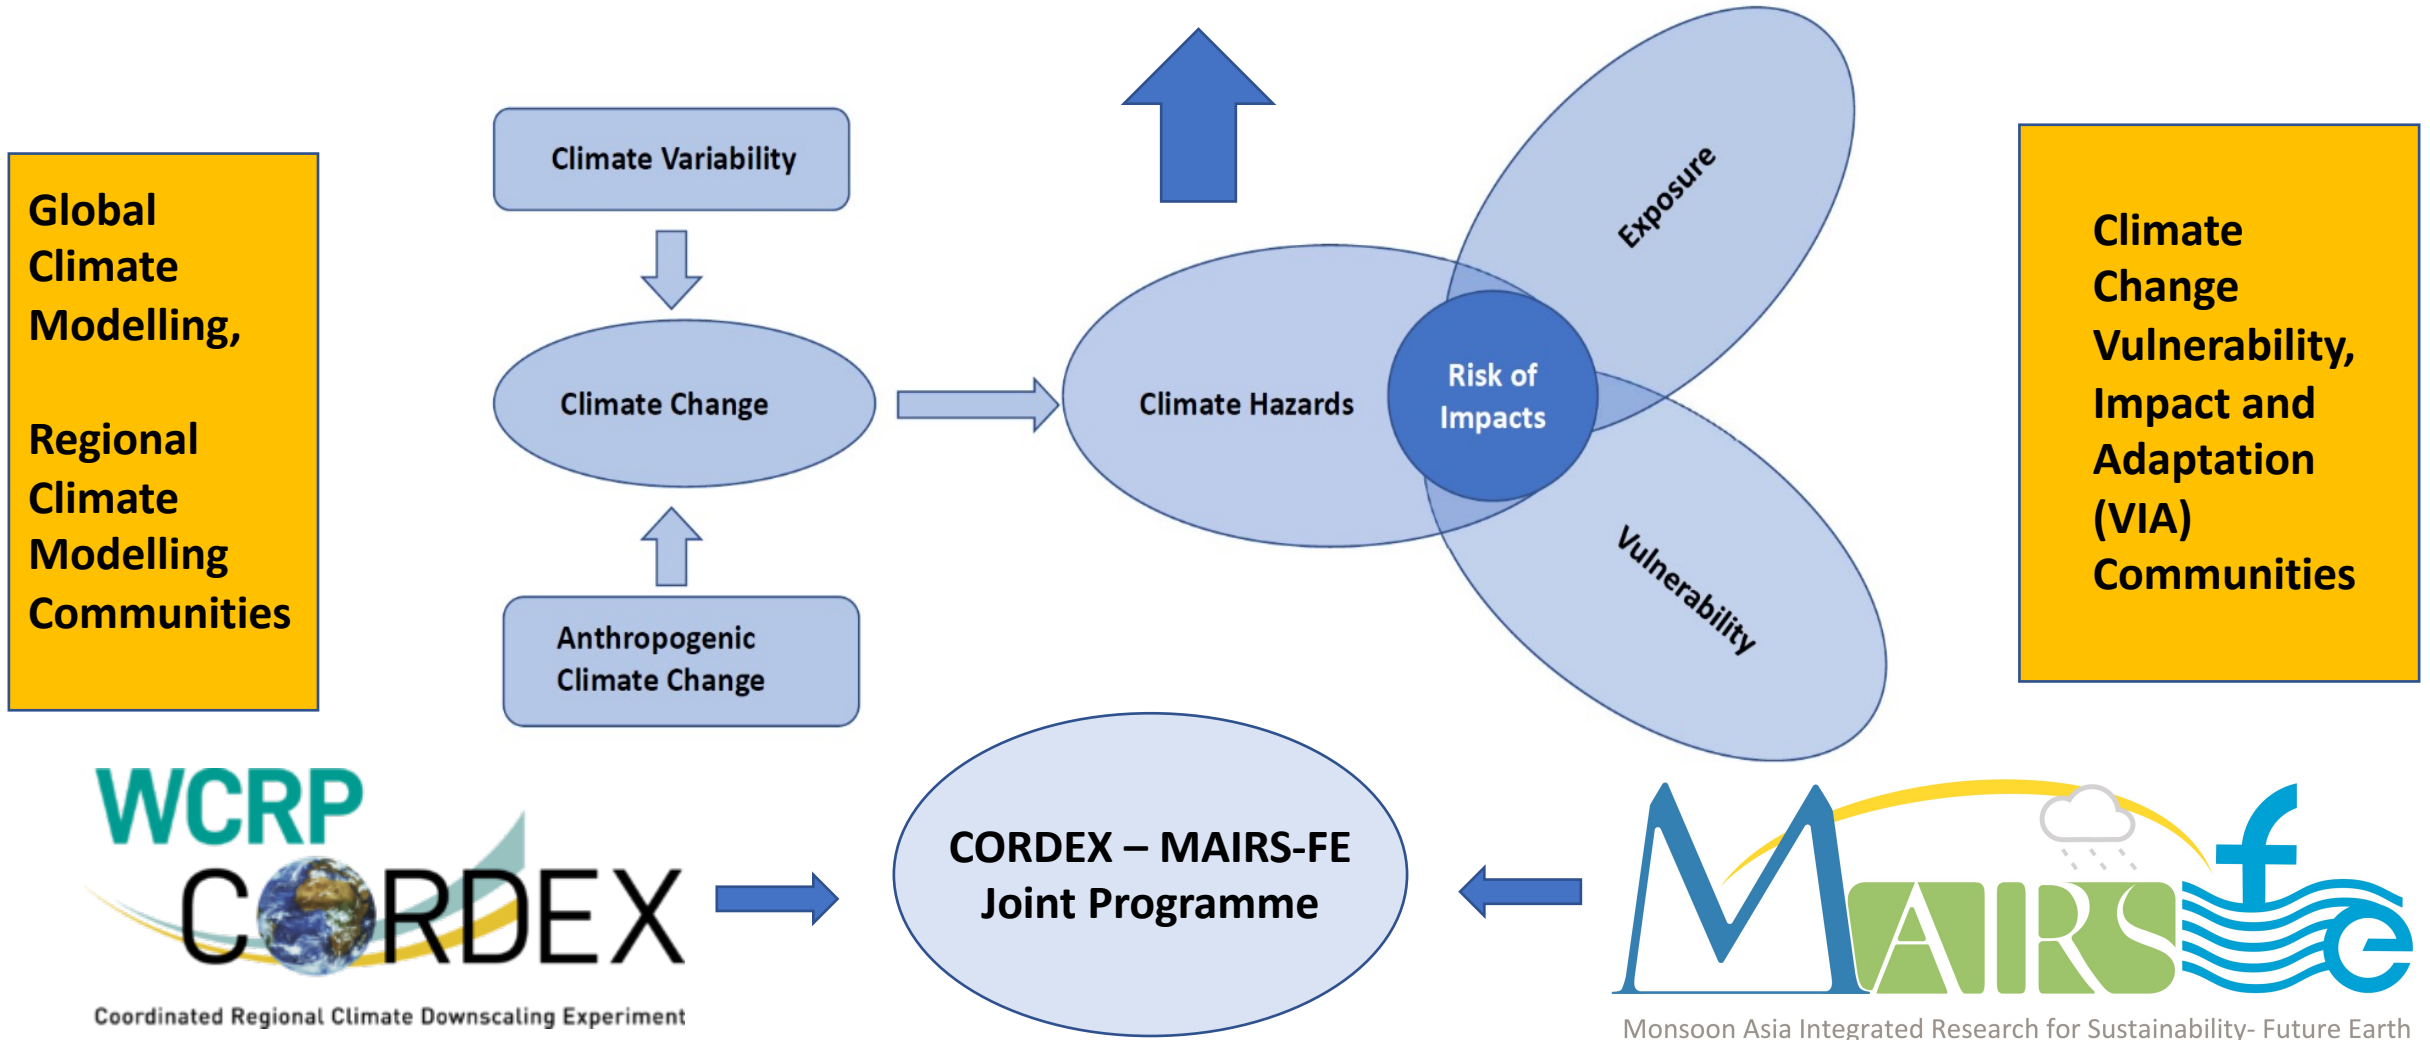 Global
Climate
Modelling,
Regional
Climate
Modelling
Communities
Climate Variability
Climate Change
Anthropogenic
Climate Change
Climate Hazards
Risk of
Impacts
Exposure
Vulnerability
Climate
Change
Vulnerability,
Impact and
Adaptation
(VIA)
Communities
WCRP
CORDEX
Coordinated Regional Climate Downscaling Experiment
CORDEX – MAIRS-FE
Joint Programme
MAIRS fe
Monsoon Asia Integrated Research for Sustainability- Future Earth